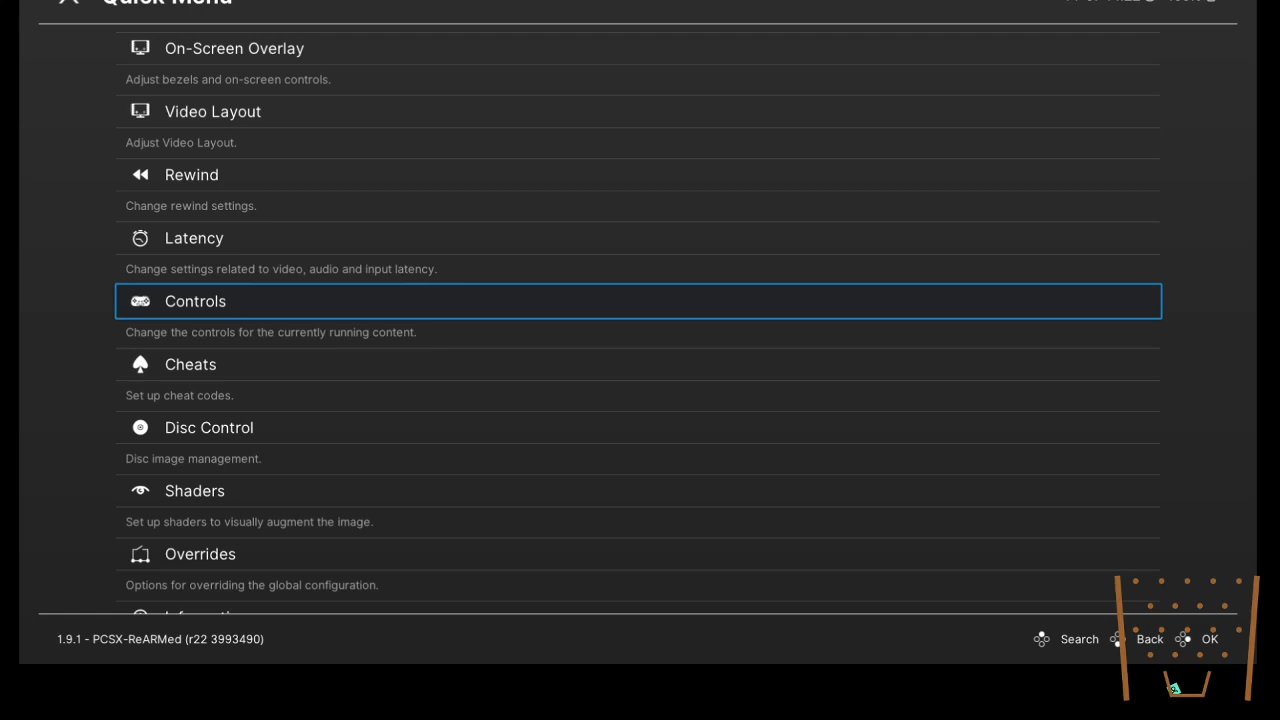 Quick Menu
On-Screen Overlay
Adjust bezels and on-screen controls.
Video Layout
Adjust Video Layout.
Rewind
Change rewind settings.
Latency
Change settings related to video, audio and input latency.
Controls
Change the controls for the currently running content.
Cheats
Set up cheat codes.
Disc Control
Disc image management.
Shaders
Set up shaders to visually augment the image.
Overrides
Options for overriding the global configuration.
1.9.1 - PCSX-ReARMed (r22 3993490)
Search Back OK